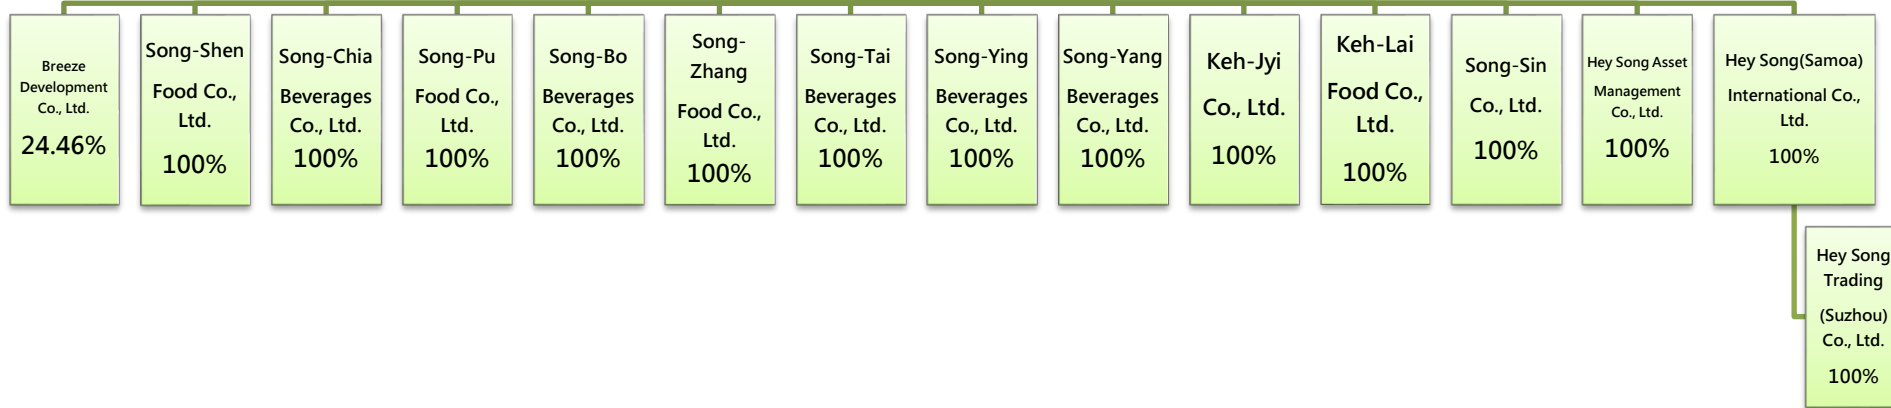 Breeze
Development
Co., Ltd.
24.46%
Song-Shen
Food Co.,
Ltd.
100%
Song-Chia
Beverages
Co., Ltd.
100%
Song-Pu
Food Co.,
Ltd.
100%
Song-Bo
Beverages
Co., Ltd.
100%
Song-
Zhang
Food Co.,
Ltd.
100%
Song-Tai
Beverages
Co., Ltd.
100%
Song-Ying
Beverages
Co., Ltd.
100%
Song-Yang
Beverages
Co., Ltd.
100%
Keh-Jyi
Co., Ltd.
100%
Keh-Lai
Food Co.,
Ltd.
100%
Song-Sin
Co., Ltd.
100%
Hey Song Asset
Management
Co., Ltd.
100%
Hey Song(Samoa)
International Co.,
Ltd.
100%
Hey Song
Trading
(Suzhou)
Co., Ltd.
100%